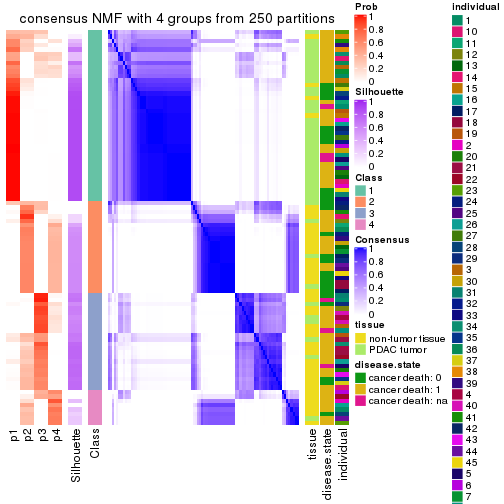 consensus NMF with 4 groups from 250 partitions
p1
p2
p3
p4
Silhouette
Class
tissue
disease.state
individual
Prob
0.8
0.6
0.4
0.2
0
Silhouette
1
0.8
0.6
0.4
0.2
0
Class
1
2
3
4
Consensus
1
0.8
0.6
0.4
0.2
0
tissue
non-tumor tissue
PDAC tumor
disease.state
cancer death: 0
cancer death: 1
cancer death: na
individual
1
10
11
12
13
14
15
16
17
18
19
2
20
21
22
23
24
25
26
27
28
29
3
30
31
32
33
34
35
36
37
38
39
4
40
41
42
43
44
45
5
6
7